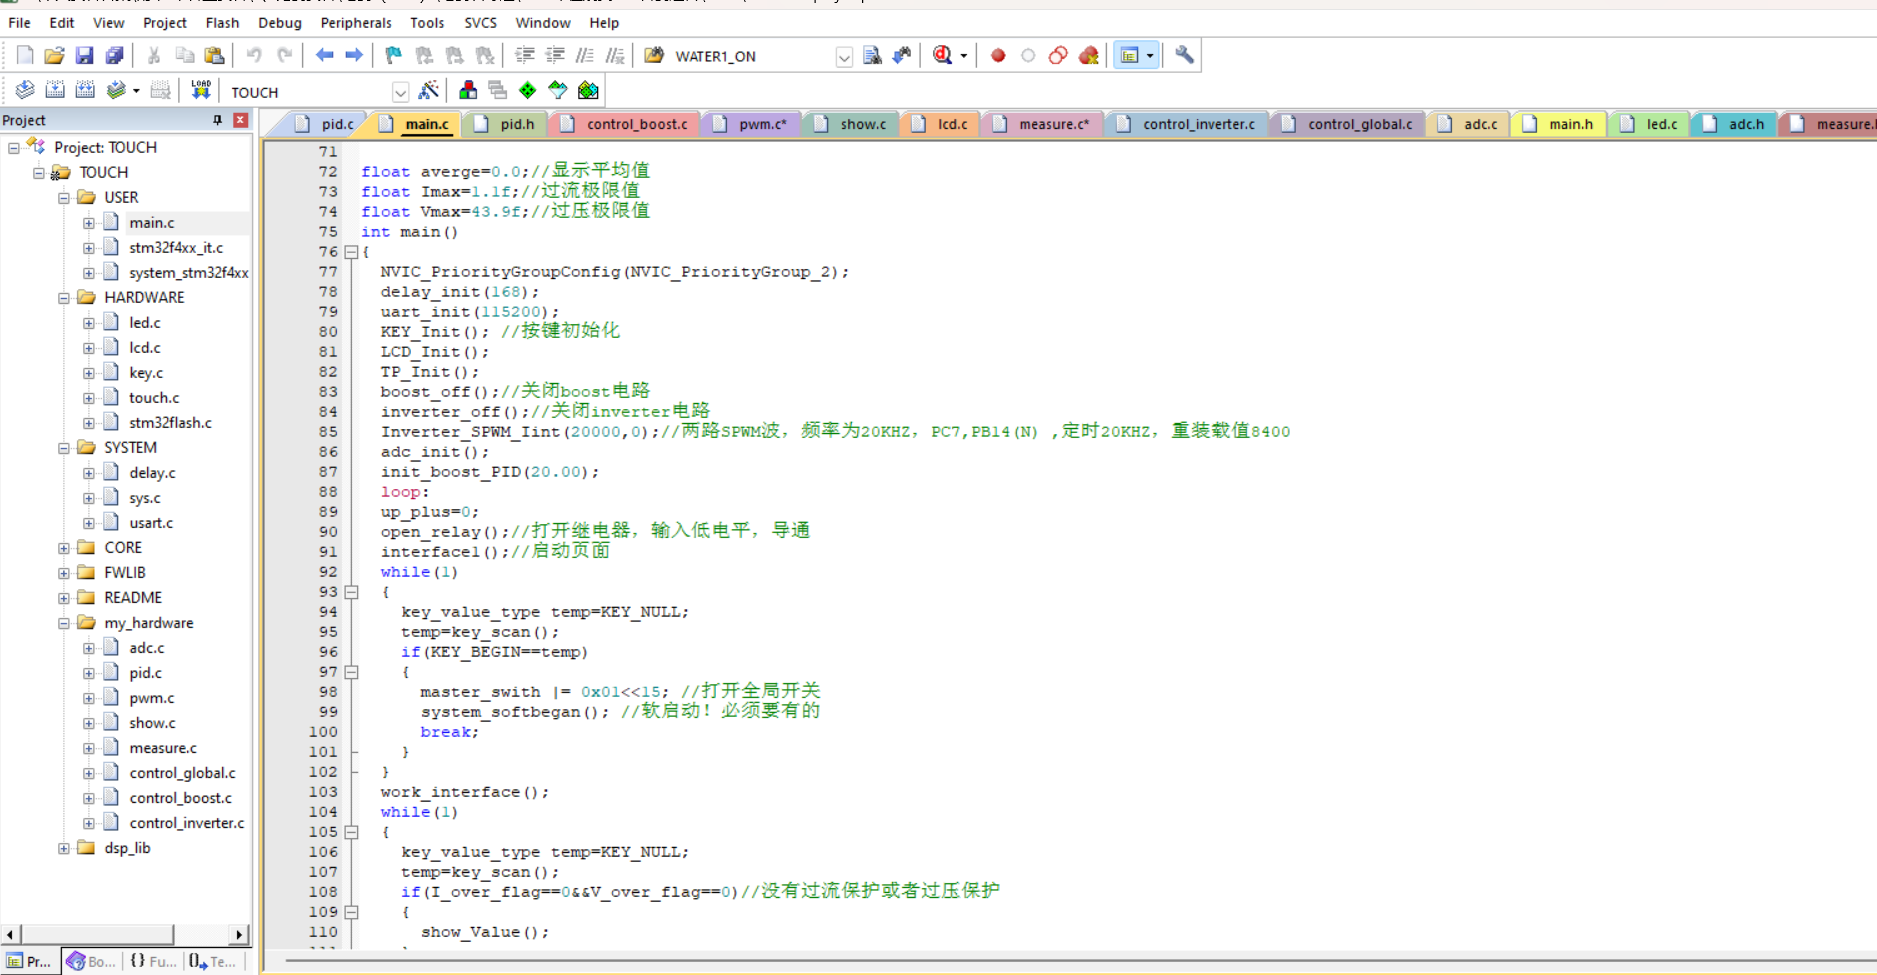 File Edit View Project Flash Debug Peripherals Tools SVCS Window Help
WATER1_ON
LOAD
TOUCH
Project
pid.c main.c pid.h control_boost.c pwm.c* show.c lcd.c measure.c* control_inverter.c control_global.c adc.c main.h led.c adc.h measure.
Project: TOUCH
TOUCH
USER
main.c
stm32f4xx_it.c
system_stm32f4xx
HARDWARE
led.c
lcd.c
key.c
touch.c
stm32flash.c
SYSTEM
delay.c
sys.c
usart.c
CORE
FWLIB
README
my_hardware
adc.c
pid.c
pwm.c
show.c
measure.c
control_global.c
control_boost.c
control_inverter.c
dsp_lib
Pr... Bo... {} Fu... Te...
71
72 float averge=0.0;//显示平均值
73 float Imax=1.1f;//过流极限值
74 float Vmax=43.9f;//过压极限值
75 int main()
76 {
77 NVIC_PriorityGroupConfig(NVIC_PriorityGroup_2);
78 delay_init(168);
79 uart_init(115200);
80 KEY_Init(); //按键初始化
81 LCD_Init();
82 TP_Init();
83 boost_off();//关闭boost电路
84 inverter_off();//关闭inverter电路
85 Inverter_SPWM_Iint(20000,0);//两路SPWM波，频率为20KHZ，PC7,PB14(N) ,定时20KHZ，重装载值8400
86 adc_init();
87 init_boost_PID(20.00);
88 loop:
89 up_plus=0;
90 open_relay();//打开继电器，输入低电平，导通
91 interface1();//启动页面
92 while(1)
93 {
94 key_value_type temp=KEY_NULL;
95 temp=key_scan();
96 if(KEY_BEGIN==temp)
97 {
98 master_swith |= 0x01<<15; //打开全局开关
99 system_softbegan(); //软启动！必须要有的
100 break;
101 }
102 }
103 work_interface();
104 while(1)
105 {
106 key_value_type temp=KEY_NULL;
107 temp=key_scan();
108 if(I_over_flag==0&&V_over_flag==0)//没有过流保护或者过压保护
109 {
110 show_Value();